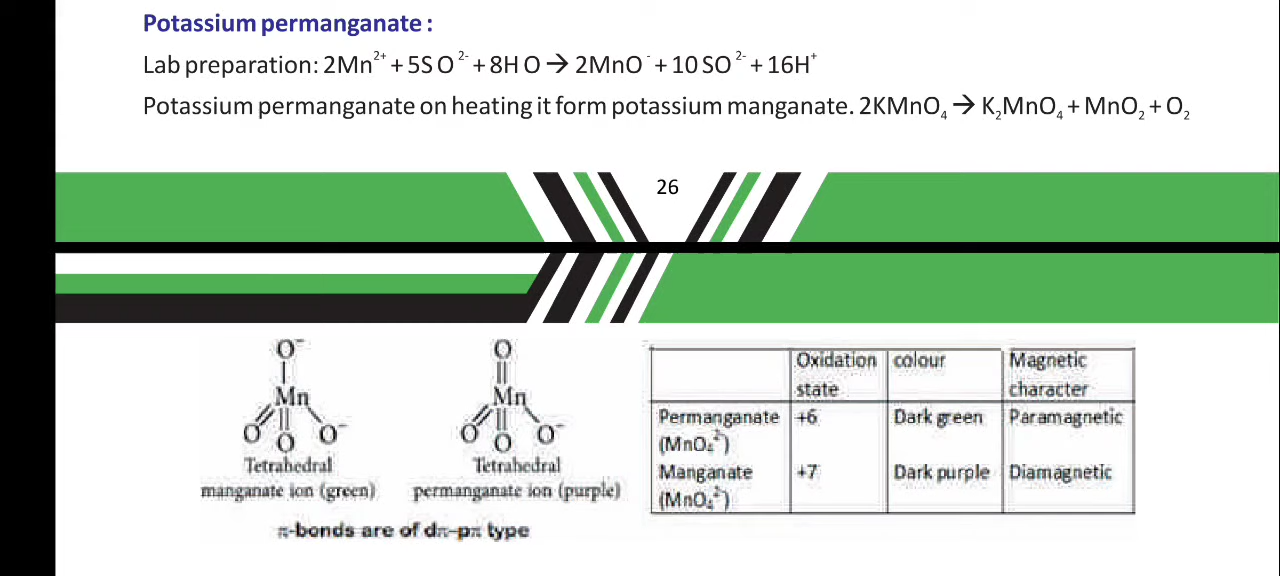 Potassium permanganate :
Lab preparation: 2Mn²⁺ + 5S O ²⁻ + 8H O → 2MnO ⁻ + 10 SO ²⁻ + 16H⁺
Potassium permanganate on heating it form potassium manganate. 2KMnO₄ → K₂MnO₄ + MnO₂ + O₂
26
O⁻
Mn
O O O⁻
Tetrahedral
manganate ion (green)
O
Mn
O O O⁻
Tetrahedral
permanganate ion (purple)
π-bonds are of dπ–pπ type
Oxidation state colour Magnetic character
Permanganate (MnO₄²⁻) +6 Dark green Paramagnetic
Manganate (MnO₄²⁻) +7 Dark purple Diamagnetic